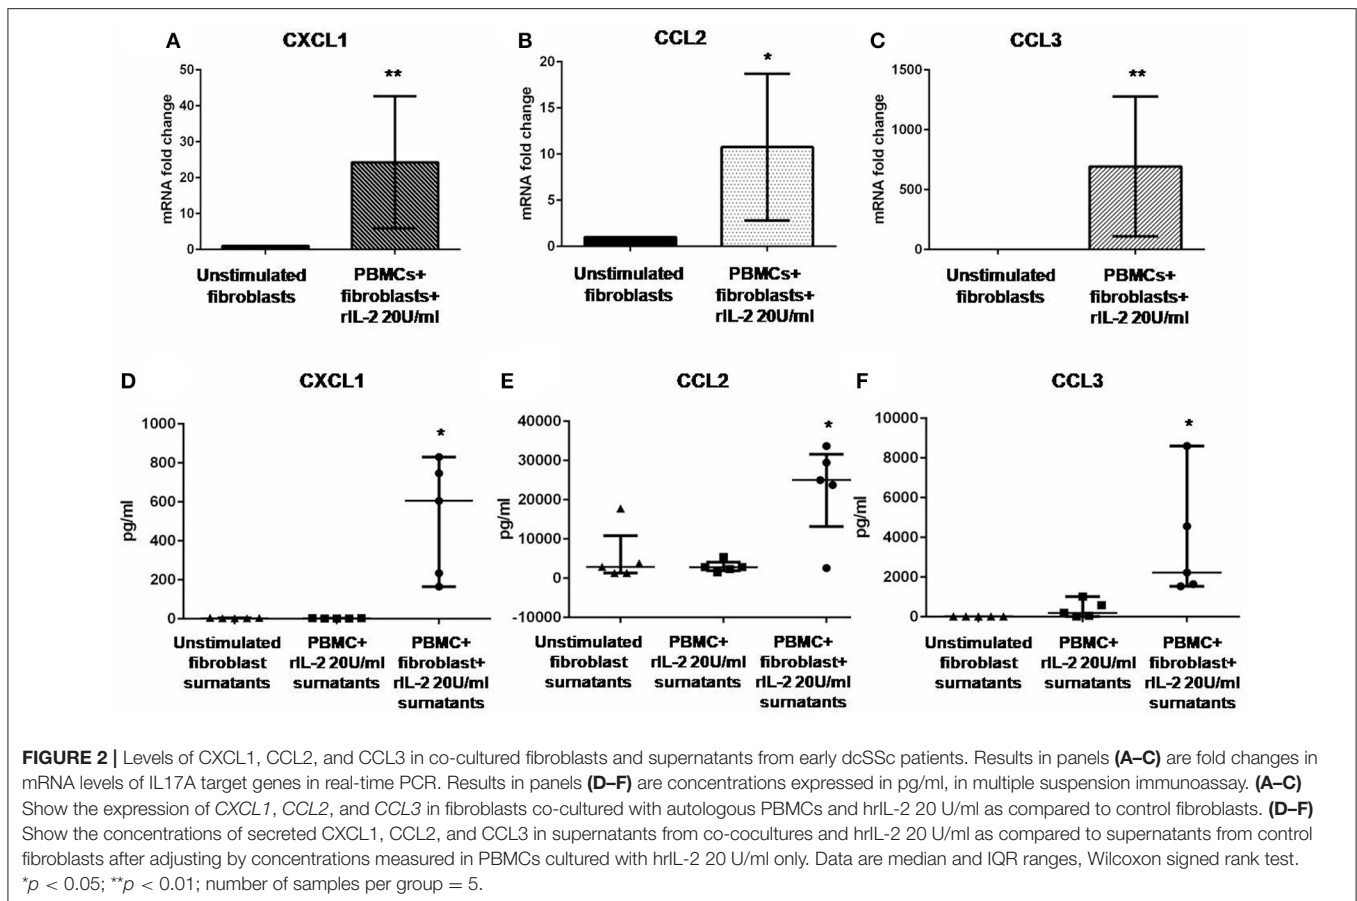 A CXCL1
**
mRNA fold change
50
40
30
20
10
0
Unstimulated
fibroblasts
PBMCs+
fibroblasts+
rIL-2 20U/ml
B CCL2
*
mRNA fold change
20
15
10
5
0
Unstimulated
fibroblasts
PBMCs+
fibroblasts+
rIL-2 20U/ml
C CCL3
**
mRNA fold change
1500
1000
500
0
Unstimulated
fibroblasts
PBMCs+
fibroblasts+
rIL-2 20U/ml
D CXCL1
*
pg/ml
1000
800
600
400
200
0
Unstimulated
fibroblast
surnatants
PBMC+
rIL-2 20U/ml
surnatants
PBMC+
fibroblast+
rIL-2 20U/ml
surnatants
E CCL2
*
pg/ml
40000
30000
20000
10000
0
-10000
Unstimulated
fibroblast
surnatants
PBMC+
rIL-2 20U/ml
surnatants
PBMC+
fibroblast+
rIL-2 20U/ml
surnatants
F CCL3
*
pg/ml
10000
8000
6000
4000
2000
0
Unstimulated
fibroblast
surnatants
PBMC+
rIL-2 20U/ml
surnatants
PBMC+
fibroblast+
rIL-2 20U/ml
surnatants
FIGURE 2 | Levels of CXCL1, CCL2, and CCL3 in co-cultured fibroblasts and supernatants from early dcSSc patients. Results in panels (A–C) are fold changes in
mRNA levels of IL17A target genes in real-time PCR. Results in panels (D–F) are concentrations expressed in pg/ml, in multiple suspension immunoassay. (A–C)
Show the expression of CXCL1, CCL2, and CCL3 in fibroblasts co-cultured with autologous PBMCs and hrIL-2 20 U/ml as compared to control fibroblasts. (D–F)
Show the concentrations of secreted CXCL1, CCL2, and CCL3 in supernatants from co-cocultures and hrIL-2 20 U/ml as compared to supernatants from control
fibroblasts after adjusting by concentrations measured in PBMCs cultured with hrIL-2 20 U/ml only. Data are median and IQR ranges, Wilcoxon signed rank test.
*p < 0.05; **p < 0.01; number of samples per group = 5.